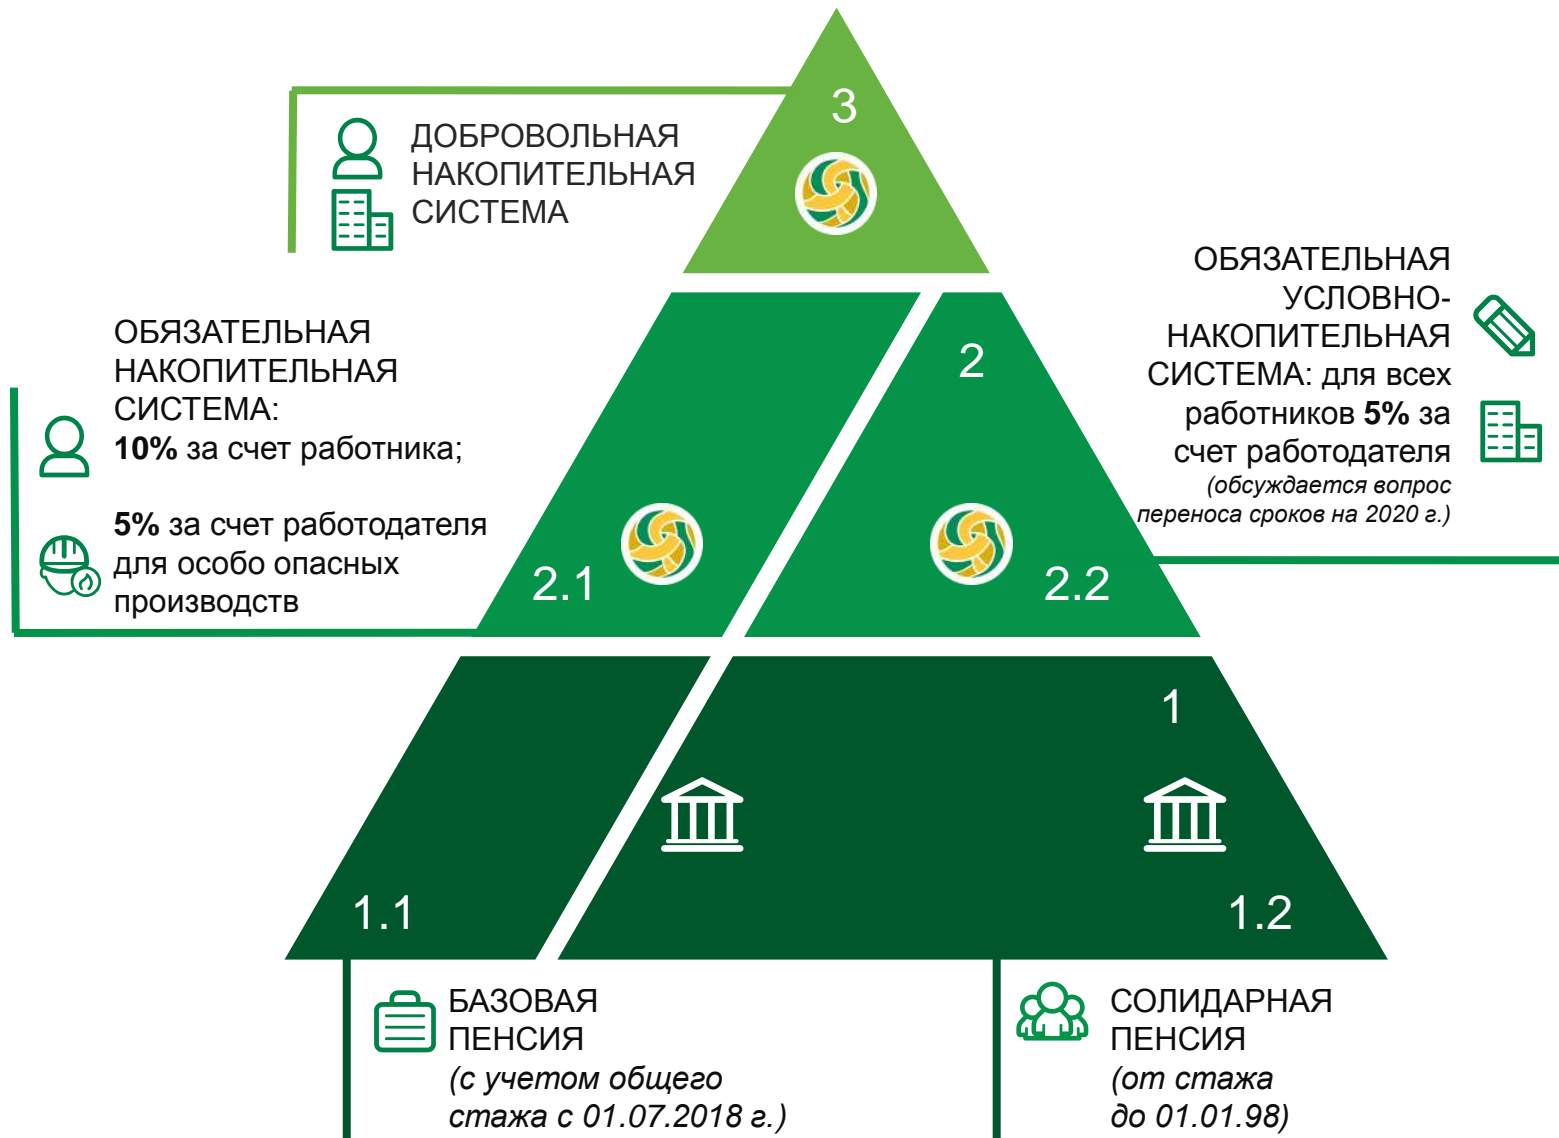 3
ДОБРОВОЛЬНАЯ
НАКОПИТЕЛЬНАЯ
СИСТЕМА
ОБЯЗАТЕЛЬНАЯ
УСЛОВНО-
НАКОПИТЕЛЬНАЯ
СИСТЕМА: для всех
работников 5% за
счет работодателя
(обсуждается вопрос
переноса сроков на 2020 г.)
ОБЯЗАТЕЛЬНАЯ
НАКОПИТЕЛЬНАЯ
СИСТЕМА:
10% за счет работника;
5% за счет работодателя
для особо опасных
производств
2
2.1
2.2
1
1.1
1.2
БАЗОВАЯ
ПЕНСИЯ
(с учетом общего
стажа с 01.07.2018 г.)
СОЛИДАРНАЯ
ПЕНСИЯ
(от стажа
до 01.01.98)